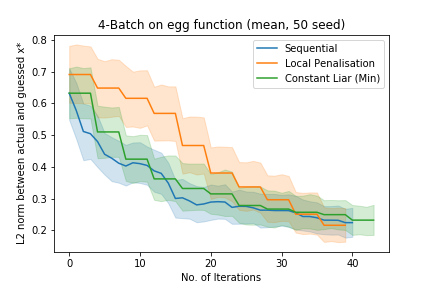 4-Batch on egg function (mean, 50 seed)
L2 norm between actual and guessed x*
0.8
0.7
0.6
0.5
0.4
0.3
0.2
Sequential
Local Penalisation
Constant Liar (Min)
0 10 20 30 40
No. of Iterations